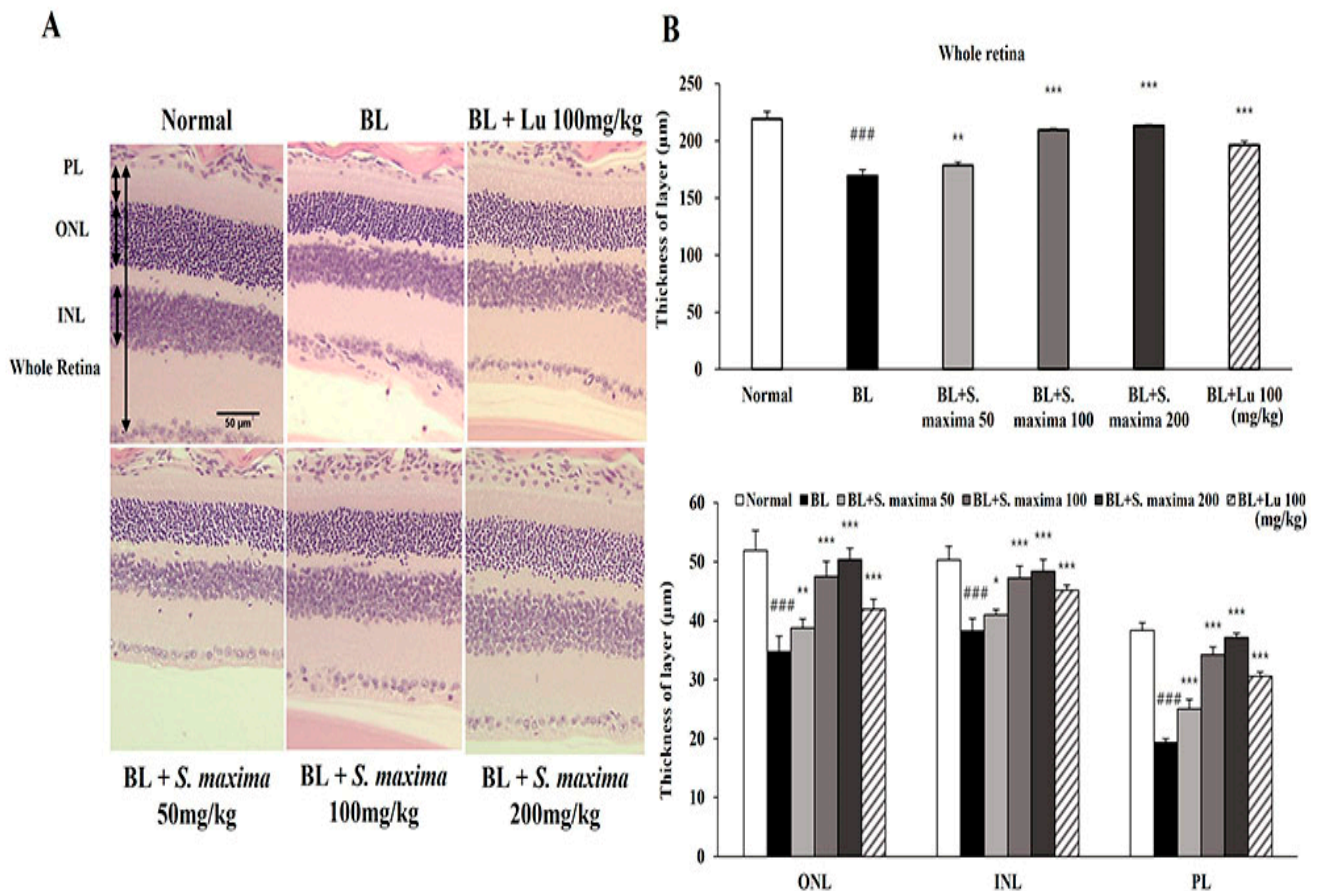 A
Normal
BL
BL + Lu 100mg/kg
PL
ONL
INL
Whole Retina
50 μm
BL + S. maxima
50mg/kg
BL + S. maxima
100mg/kg
BL + S. maxima
200mg/kg
B
Whole retina
Thickness of layer (μm)
250
200
150
100
50
0
###
**
***
***
***
Normal
BL
BL+S.
maxima 50
BL+S.
maxima 100
BL+S.
maxima 200
BL+Lu 100
(mg/kg)
Normal BL BL+S. maxima 50 BL+S. maxima 100 BL+S. maxima 200 BL+Lu 100
(mg/kg)
Thickness of layer (μm)
60
50
40
30
20
10
0
### ** *** *** ***
### * *** *** ***
### *** *** *** ***
ONL INL PL